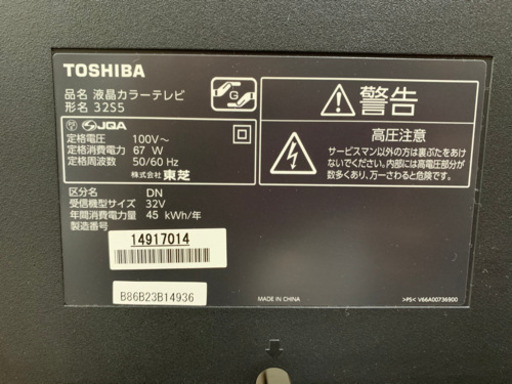 TOSHIBA
品名 液晶カラーテレビ
形名 32S5
G
JQA
定格電圧 100V~
定格消費電力 67 W
定格周波数 50/60 Hz
株式会社 東芝
区分名 DN
受信機型サイズ 32V
年間消費電力量 45 kWh/年
製造番号
14917014
B86B23B14936
警告
高圧注意
サービスマン以外の方は裏ぶたをあけ
ないでください。内部には高電圧部分が
数多くあり、万一さわると危険です。
MADE IN CHINA
>PS< V66A00736900